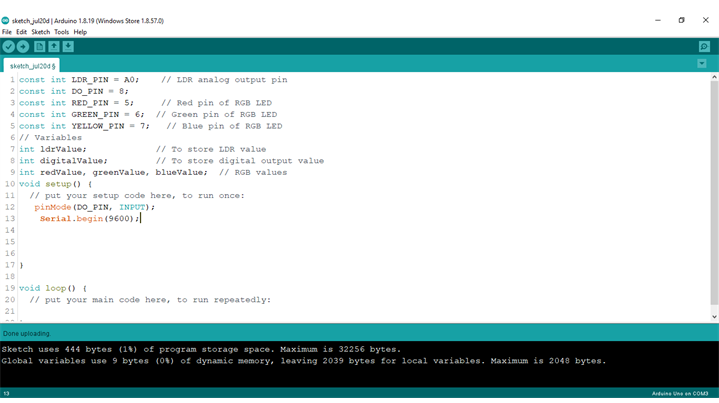 sketch_jul20d | Arduino 1.8.19 (Windows Store 1.8.57.0)
File Edit Sketch Tools Help
sketch_jul20d §
1 const int LDR_PIN = A0; // LDR analog output pin
2 const int DO_PIN = 8;
3 const int RED_PIN = 5; // Red pin of RGB LED
4 const int GREEN_PIN = 6; // Green pin of RGB LED
5 const int YELLOW_PIN = 7; // Blue pin of RGB LED
6 // Variables
7 int ldrValue; // To store LDR value
8 int digitalValue; // To store digital output value
9 int redValue, greenValue, blueValue; // RGB values
10 void setup() {
11 // put your setup code here, to run once:
12 pinMode(DO_PIN, INPUT);
13 Serial.begin(9600);
14
15
16
17 }
18
19 void loop() {
20 // put your main code here, to run repeatedly:
21
Done uploading.
Sketch uses 444 bytes (1%) of program storage space. Maximum is 32256 bytes.
Global variables use 9 bytes (0%) of dynamic memory, leaving 2039 bytes for local variables. Maximum is 2048 bytes.
13 Arduino Uno on COM3